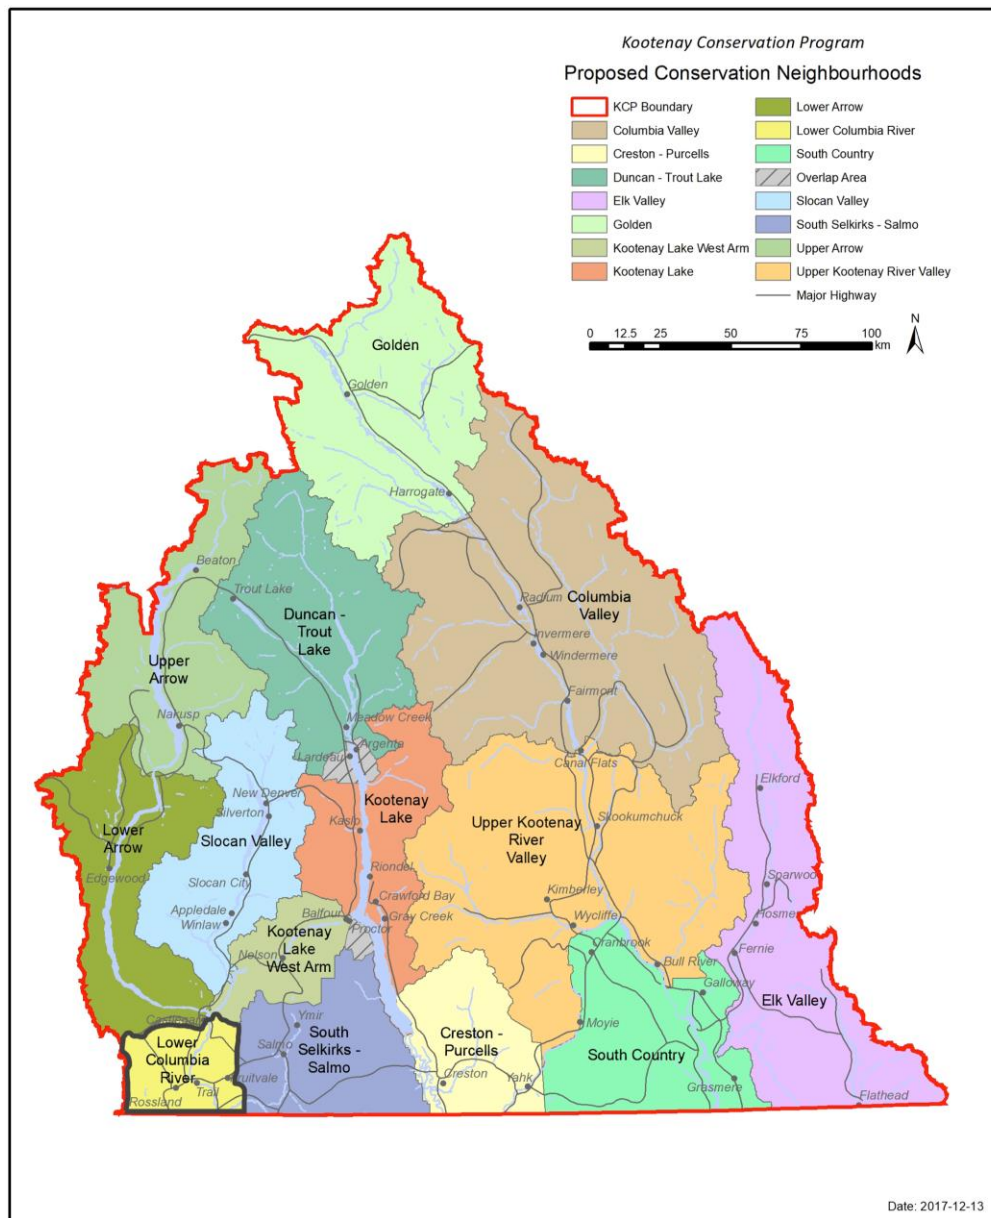 Kootenay Conservation Program
Proposed Conservation Neighbourhoods
KCP Boundary
Columbia Valley
Creston - Purcells
Duncan - Trout Lake
Elk Valley
Golden
Kootenay Lake West Arm
Kootenay Lake
Lower Arrow
Lower Columbia River
South Country
Overlap Area
Slocan Valley
South Selkirks - Salmo
Upper Arrow
Upper Kootenay River Valley
Major Highway
0 12.5 25 50 75 100
km
N
Golden
Golden
Harrogate
Beaton
Trout Lake
Duncan -
Trout
Lake
Radium
Columbia
Valley
Invermere
Windermere
Upper
Arrow
Fairmont
Nakusp
Meadow Creek
Argenta
Lardeau
Canal Flats
Elkford
New Denver
Silverton
Kootenay
Lake
Skookumchuck
Lower
Arrow
Slocan Valley
Kaslo
Upper Kootenay
River
Valley
Edgewood
Slocan City
Riondel
Kimberley
Sparwoo
Crawford Bay
Appledale
Winlaw
Balfour
Proctor
Gray Creek
Wycliffe
Hosmer
Kootenay
Lake
West Arm
Nelson
Cranbrook
Fernie
Bull River
Galloway
Elk Valley
Castlegar
Ymir
Moyie
Lower
Columbia
River
Salmo
South
Selkirks -
Salmo
Creston -
Purcells
South Country
Fruitvale
Trail
Rossland
Creston
Yahk
Grasmere
Flathead
Date: 2017-12-13